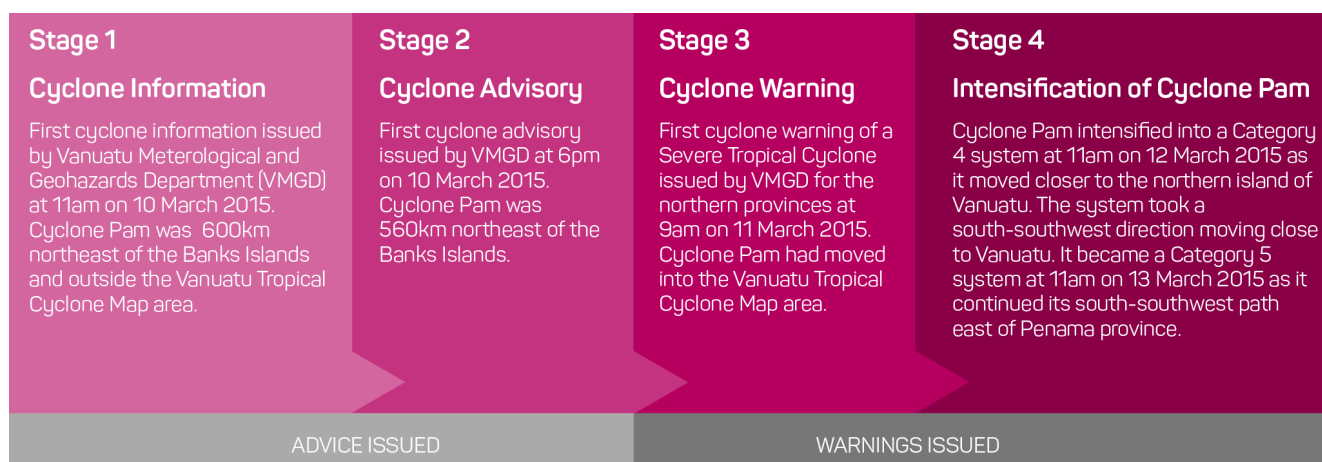 Stage 1
Cyclone Information
First cyclone information issued
by Vanuatu Meterological and
Geohazards Department (VMGD)
at 11am on 10 March 2015.
Cyclone Pam was  600km
northeast of the Banks Islands
and outside the Vanuatu Tropical
Cyclone Map area.
Stage 2
Cyclone Advisory
First cyclone advisory
issued by VMGD at 6pm
on 10 March 2015.
Cyclone Pam was
560km northeast of the
Banks Islands.
Stage 3
Cyclone Warning
First cyclone warning of a
Severe Tropical Cyclone
issued by VMGD for the
northern provinces at
9am on 11 March 2015.
Cyclone Pam had moved
into the Vanuatu Tropical
Cyclone Map area.
Stage 4
Intensification of Cyclone Pam
Cyclone Pam intensified into a Category
4 system at 11am on 12 March 2015 as
it moved closer to the northern island of
Vanuatu. The system took a
south-southwest direction moving close
to Vanuatu. It became a Category 5
system at 11am on 13 March 2015 as it
continued its south-southwest path
east of Penama province.
ADVICE ISSUED
WARNINGS ISSUED